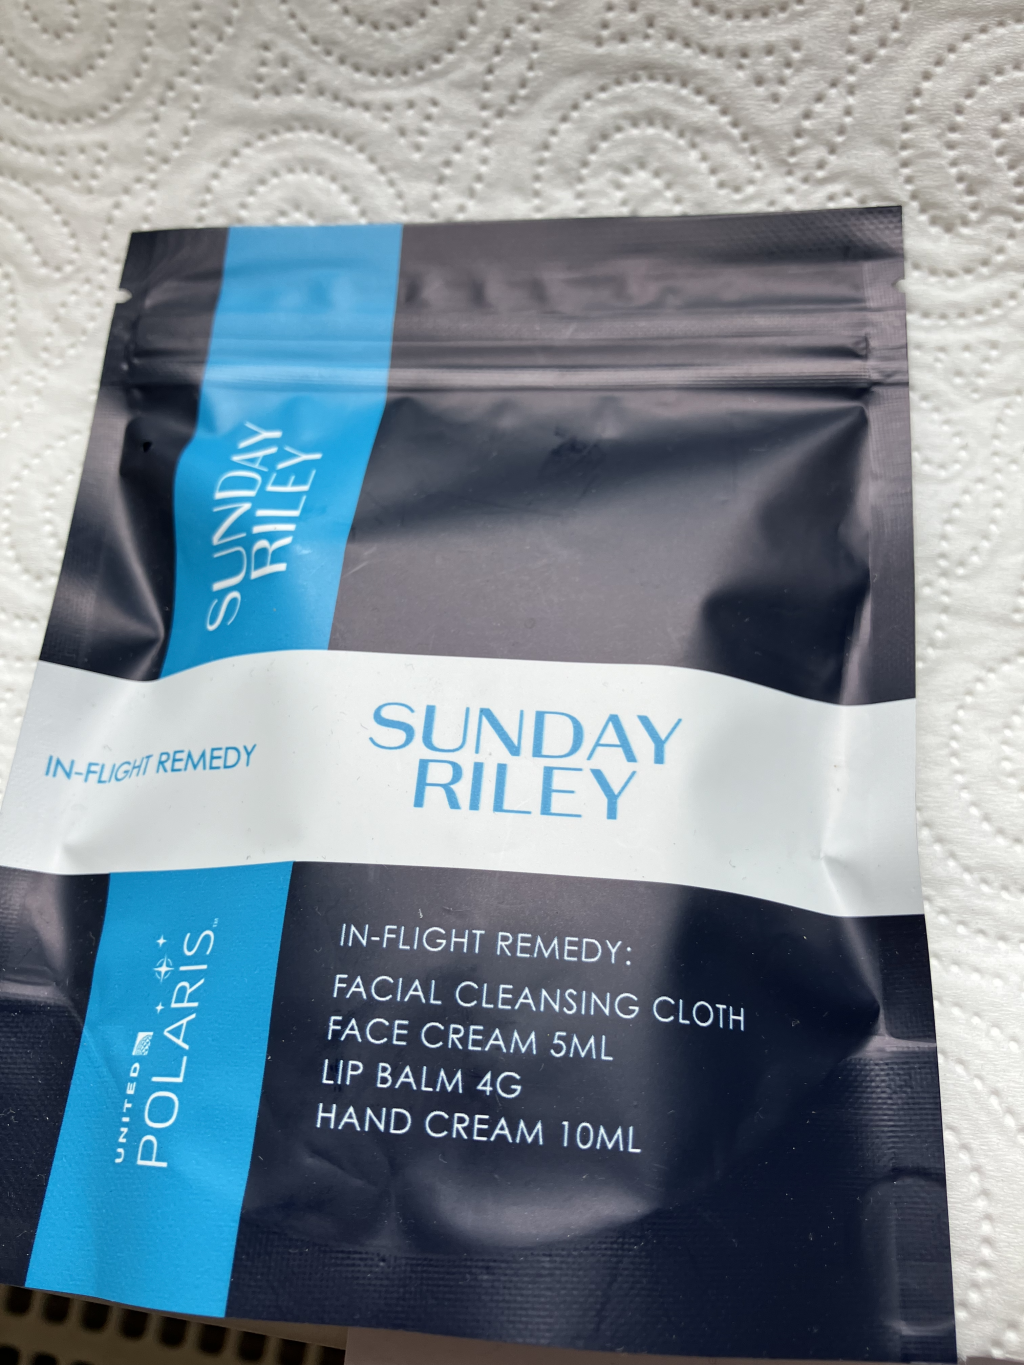 SUNDAY
RILEY
IN-FLIGHT REMEDY
SUNDAY
RILEY
UNITED
POLARIS™
IN-FLIGHT REMEDY:
FACIAL CLEANSING CLOTH
FACE CREAM 5ML
LIP BALM 4G
HAND CREAM 10ML